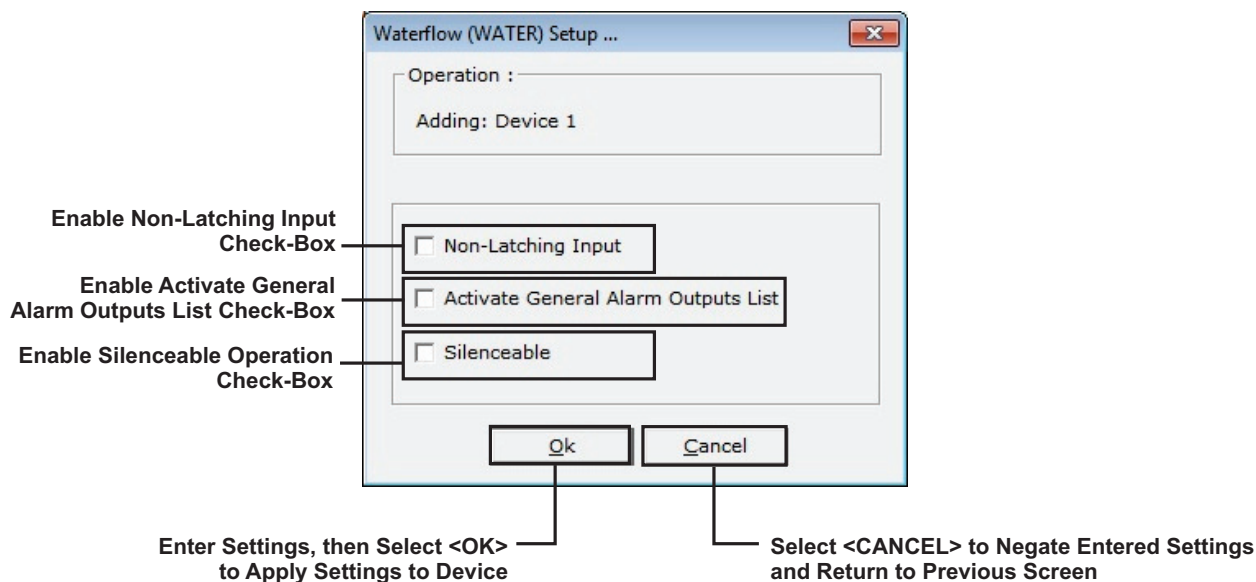 Waterflow (WATER) Setup ...
Operation :
Adding: Device 1
Enable Non-Latching Input
Check-Box
Non-Latching Input
Enable Activate General
Alarm Outputs List Check-Box
Activate General Alarm Outputs List
Enable Silenceable Operation
Check-Box
Silenceable
Ok
Cancel
Enter Settings, then Select <OK>
to Apply Settings to Device
Select <CANCEL> to Negate Entered Settings
and Return to Previous Screen